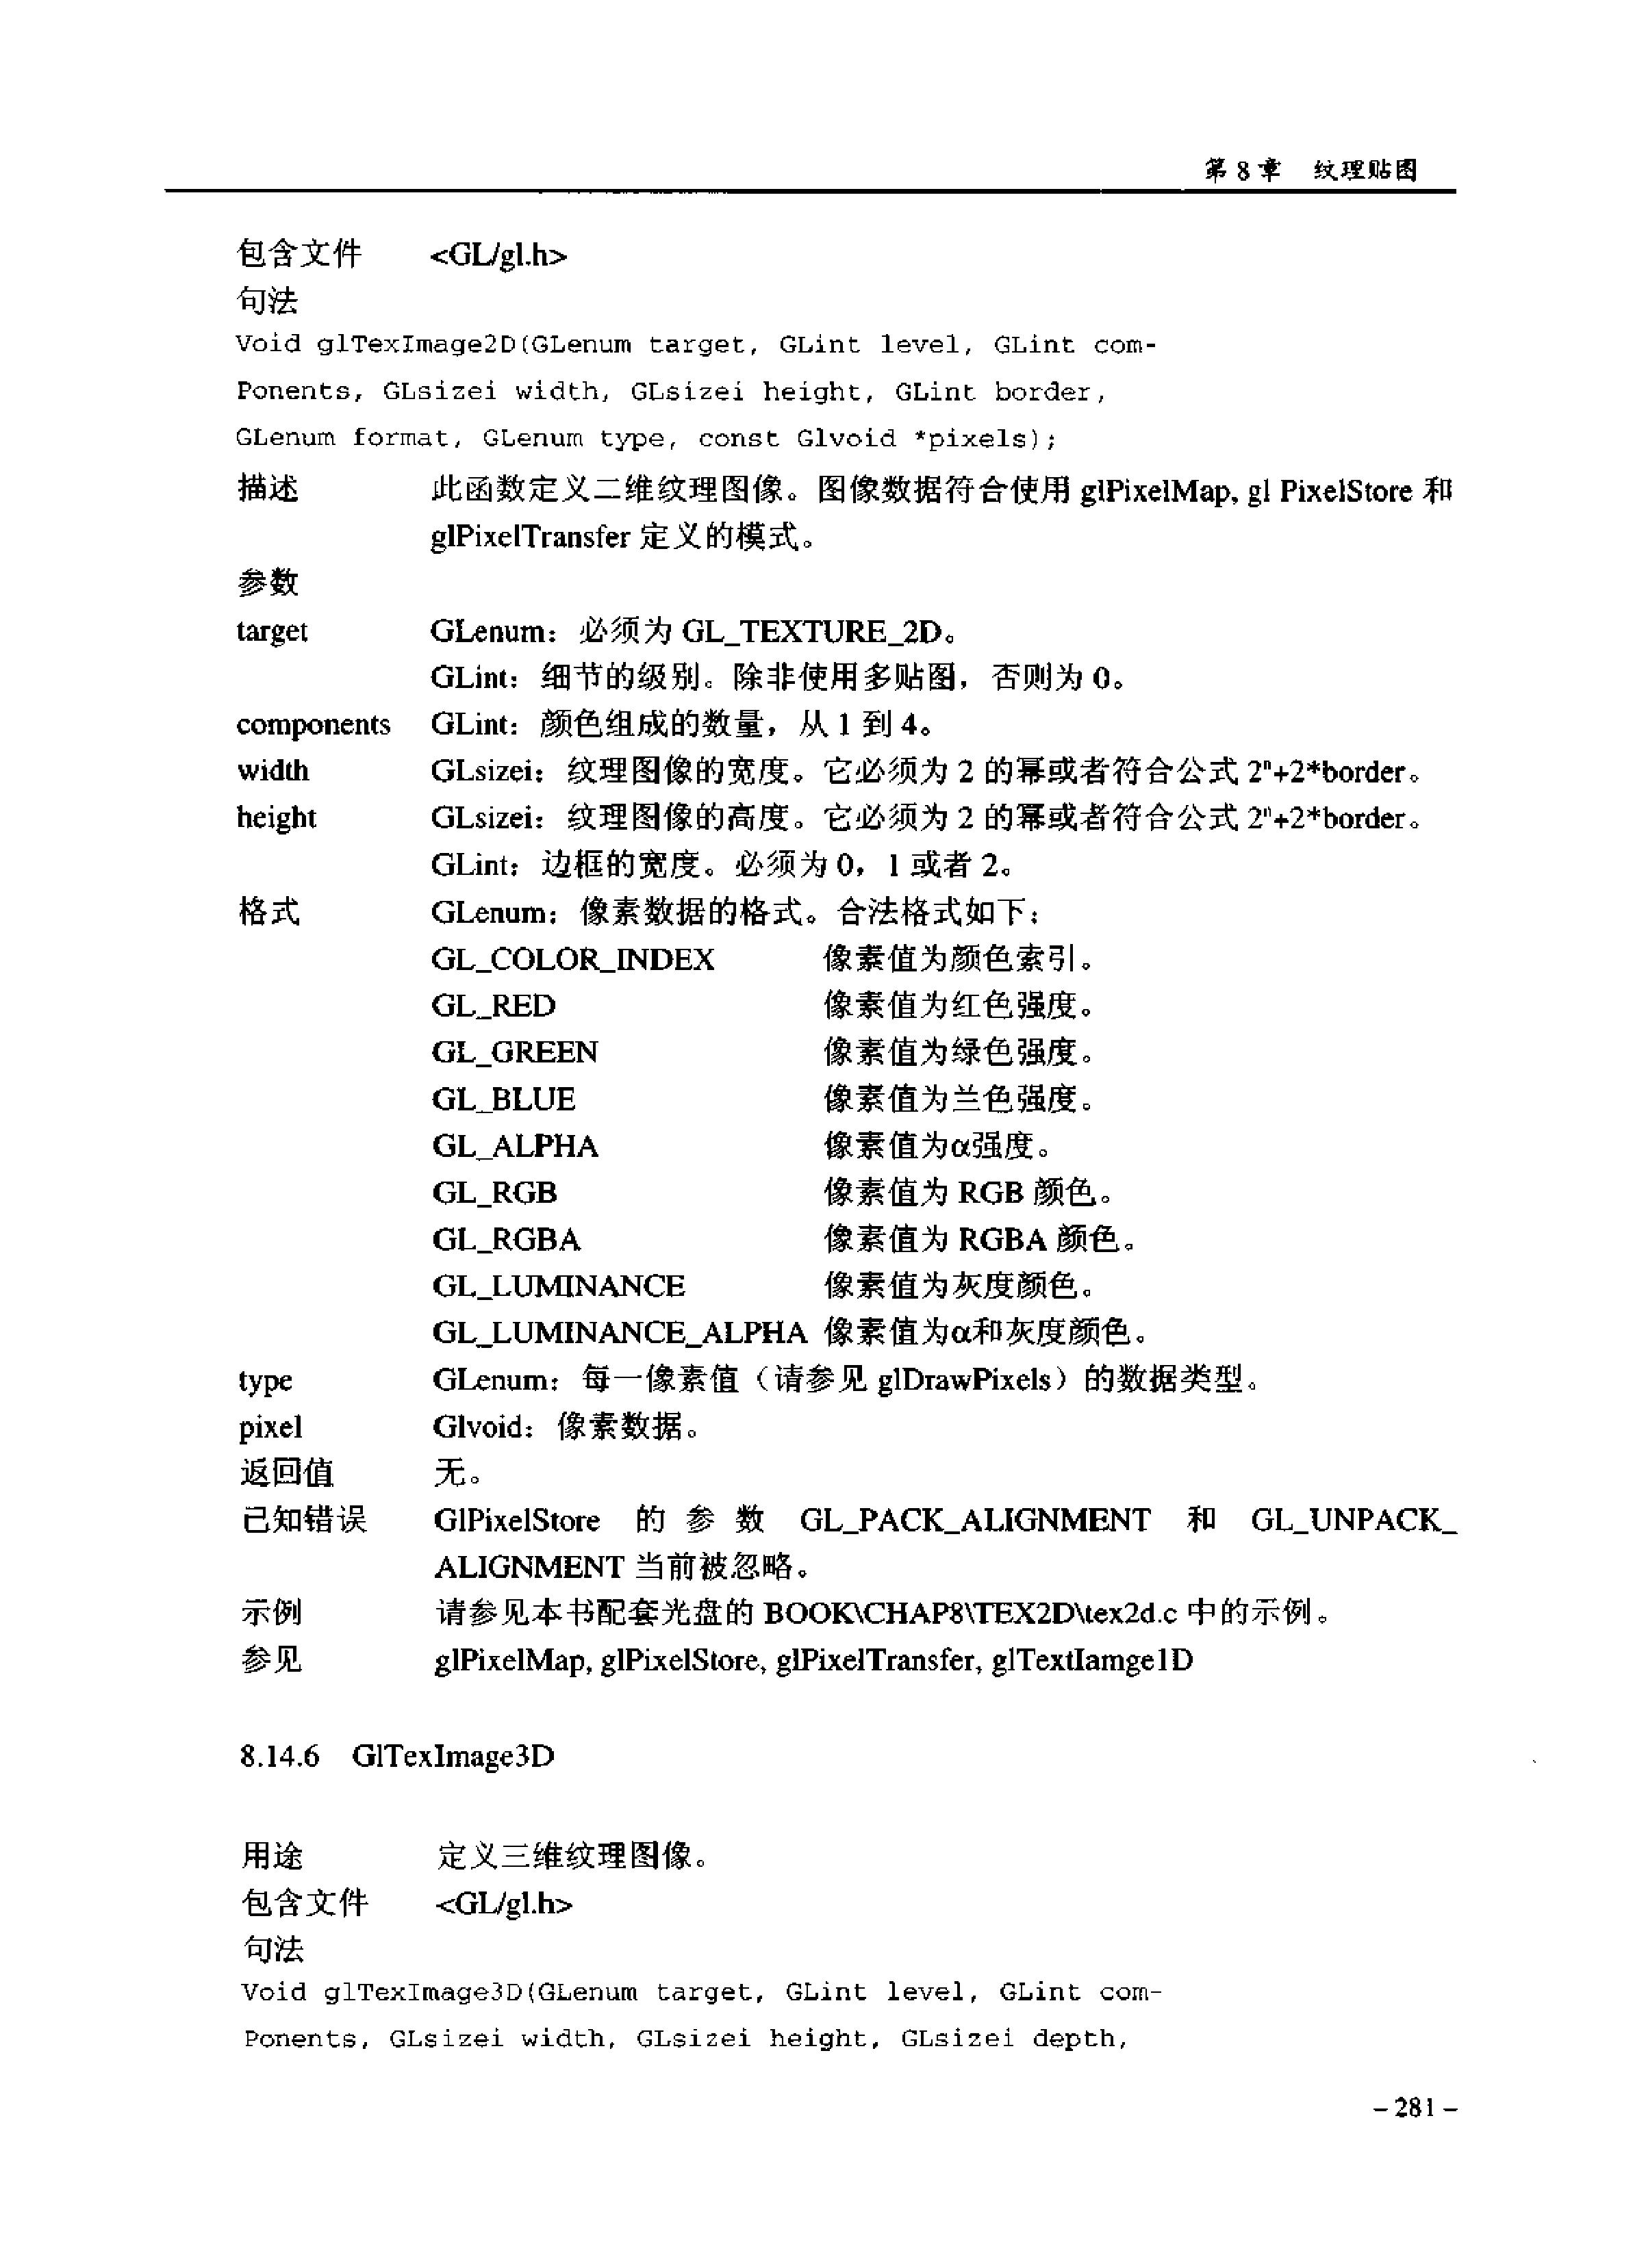 第 8 章 纹理贴图
包含文件 <GL/gl.h>
句法
Void glTexImage2D(GLenum target, GLint level, GLint com-
Ponents, GLsizei width, GLsizei height, GLint border,
GLenum format, GLenum type, const Glvoid *pixels);
描述 此函数定义二维纹理图像。图像数据符合使用 glPixelMap, gl PixelStore 和
glPixelTransfer 定义的模式。
参数
target GLenum：必须为 GL_TEXTURE_2D。
GLint：细节的级别。除非使用多贴图，否则为 0。
components GLint：颜色组成的数量，从 1 到 4。
width GLsizei：纹理图像的宽度。它必须为 2 的幂或者符合公式 2ⁿ+2*border。
height GLsizei：纹理图像的高度。它必须为 2 的幂或者符合公式 2ⁿ+2*border。
GLint：边框的宽度。必须为 0，1 或者 2。
格式 GLenum：像素数据的格式。合法格式如下：
GL_COLOR_INDEX 像素值为颜色索引。
GL_RED 像素值为红色强度。
GL_GREEN 像素值为绿色强度。
GL_BLUE 像素值为兰色强度。
GL_ALPHA 像素值为α强度。
GL_RGB 像素值为 RGB 颜色。
GL_RGBA 像素值为 RGBA 颜色。
GL_LUMINANCE 像素值为灰度颜色。
GL_LUMINANCE_ALPHA 像素值为α和灰度颜色。
type GLenum：每一像素值（请参见 glDrawPixels）的数据类型。
pixel Glvoid：像素数据。
返回值 无。
已知错误 GlPixelStore 的 参 数 GL_PACK_ALIGNMENT 和 GL_UNPACK_
ALIGNMENT 当前被忽略。
示例 请参见本书配套光盘的 BOOK\CHAP8\TEX2D\tex2d.c 中的示例。
参见 glPixelMap, glPixelStore, glPixelTransfer, glTextIamge1D
8.14.6 GlTexImage3D
用途 定义三维纹理图像。
包含文件 <GL/gl.h>
句法
Void glTexImage3D(GLenum target, GLint level, GLint com-
Ponents, GLsizei width, GLsizei height, GLsizei depth,
- 281 -